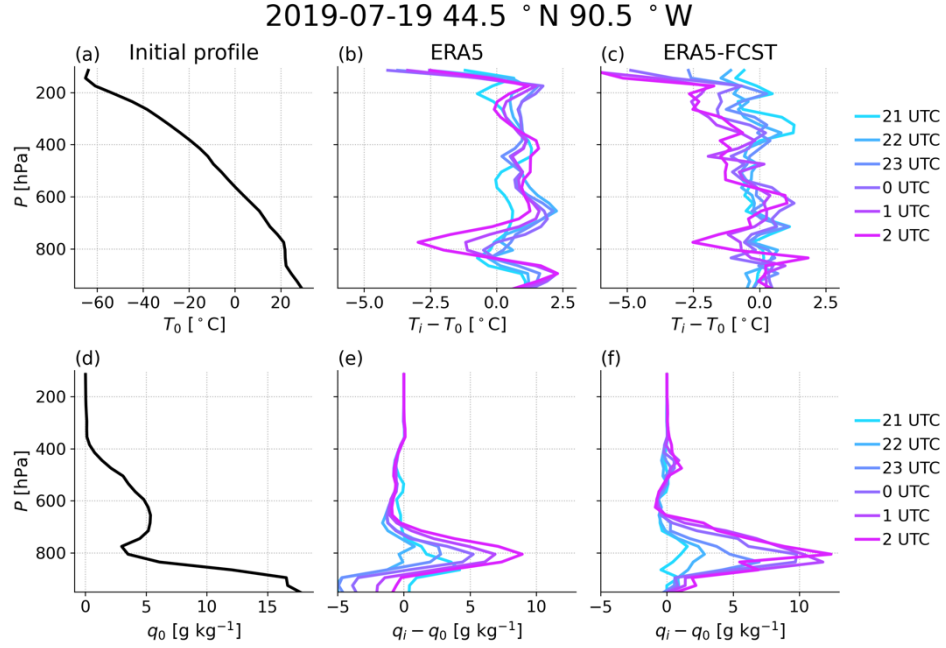 2019-07-19 44.5 °N 90.5 °W
(a) Initial profile
(b) ERA5
(c) ERA5-FCST
P [hPa]
200
400
600
800
−60 −40 −20 0 20
T₀ [°C]
−5.0 −2.5 0.0 2.5
Tᵢ − T₀ [°C]
−5.0 −2.5 0.0 2.5
Tᵢ − T₀ [°C]
21 UTC
22 UTC
23 UTC
0 UTC
1 UTC
2 UTC
(d)
(e)
(f)
P [hPa]
200
400
600
800
0 5 10 15
q₀ [g kg⁻¹]
−5 0 5 10
qᵢ − q₀ [g kg⁻¹]
−5 0 5 10
qᵢ − q₀ [g kg⁻¹]
21 UTC
22 UTC
23 UTC
0 UTC
1 UTC
2 UTC